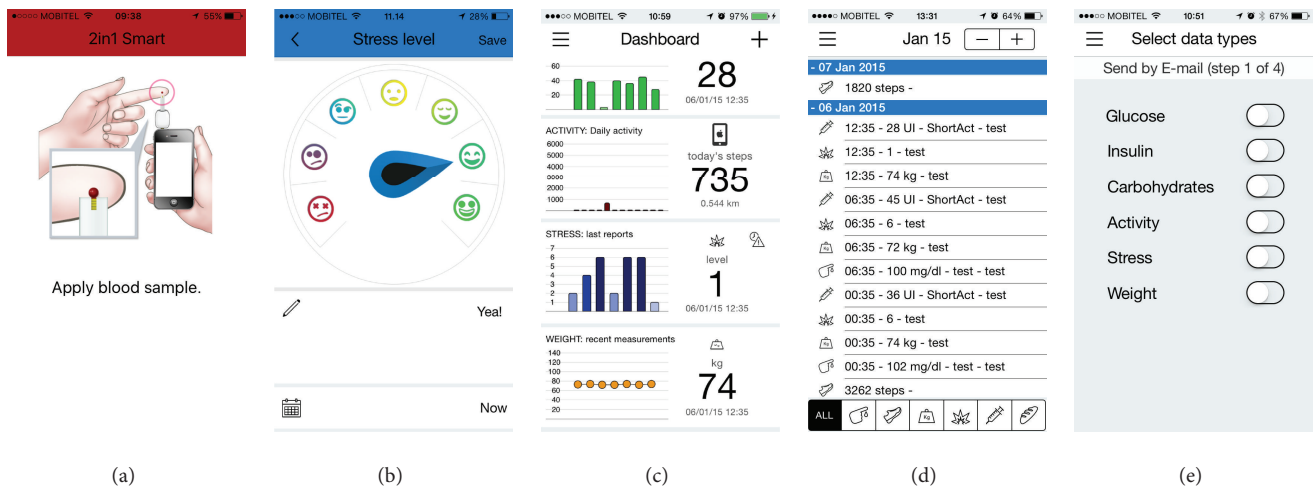 MOBITEL 09:38 55%
2in1 Smart
Apply blood sample.
(a)
MOBITEL 11.14 28%
Stress level Save
Yea!
Now
(b)
MOBITEL 10:59 97%
Dashboard +
60
40
20
28
06/01/15 12:35
ACTIVITY: Daily activity
6000
5000
4000
3000
2000
1000
today's steps
735
0.544 km
STRESS: last reports
7
6
5
4
3
2
1
level
1
06/01/15 12:35
WEIGHT: recent measurements
140
120
100
80
60
40
20
kg
74
06/01/15 12:35
(c)
MOBITEL 13:31 64%
Jan 15 - +
- 07 Jan 2015
1820 steps -
- 06 Jan 2015
12:35 - 28 UI - ShortAct - test
12:35 - 1 - test
12:35 - 74 kg - test
06:35 - 45 UI - ShortAct - test
06:35 - 6 - test
06:35 - 72 kg - test
06:35 - 100 mg/dl - test - test
00:35 - 36 UI - ShortAct - test
00:35 - 6 - test
00:35 - 74 kg - test
00:35 - 102 mg/dl - test - test
3262 steps -
ALL Kg
(d)
MOBITEL 10:51 67%
Select data types
Send by E-mail (step 1 of 4)
Glucose
Insulin
Carbohydrates
Activity
Stress
Weight
(e)